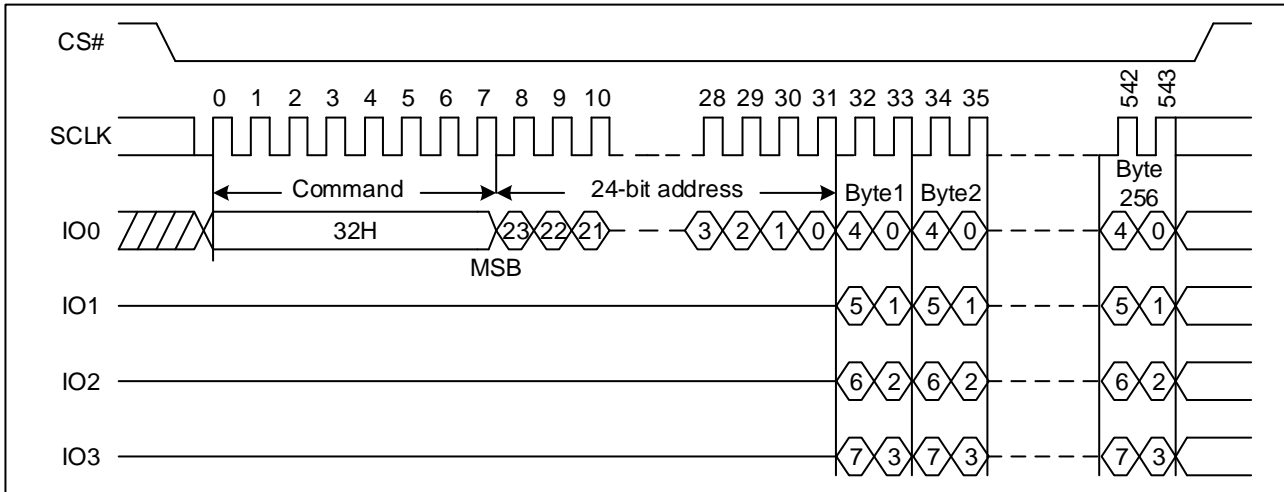 CS#
0 1 2 3 4 5 6 7 8 9 10 28 29 30 31 32 33 34 35 542 543
SCLK
Command 24-bit address Byte1 Byte2 Byte
256
IO0 32H 23 22 21 3 2 1 0 4 0 4 0 4 0
MSB
IO1 5 1 5 1 5 1
IO2 6 2 6 2 6 2
IO3 7 3 7 3 7 3